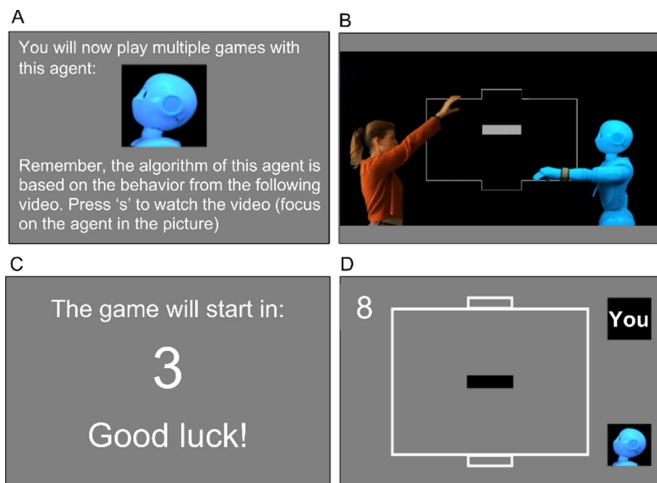 A
You will now play multiple games with
this agent:
Remember, the algorithm of this agent is
based on the behavior from the following
video. Press ‘s’ to watch the video (focus
on the agent in the picture)
B
C
The game will start in:
3
Good luck!
D
8
You